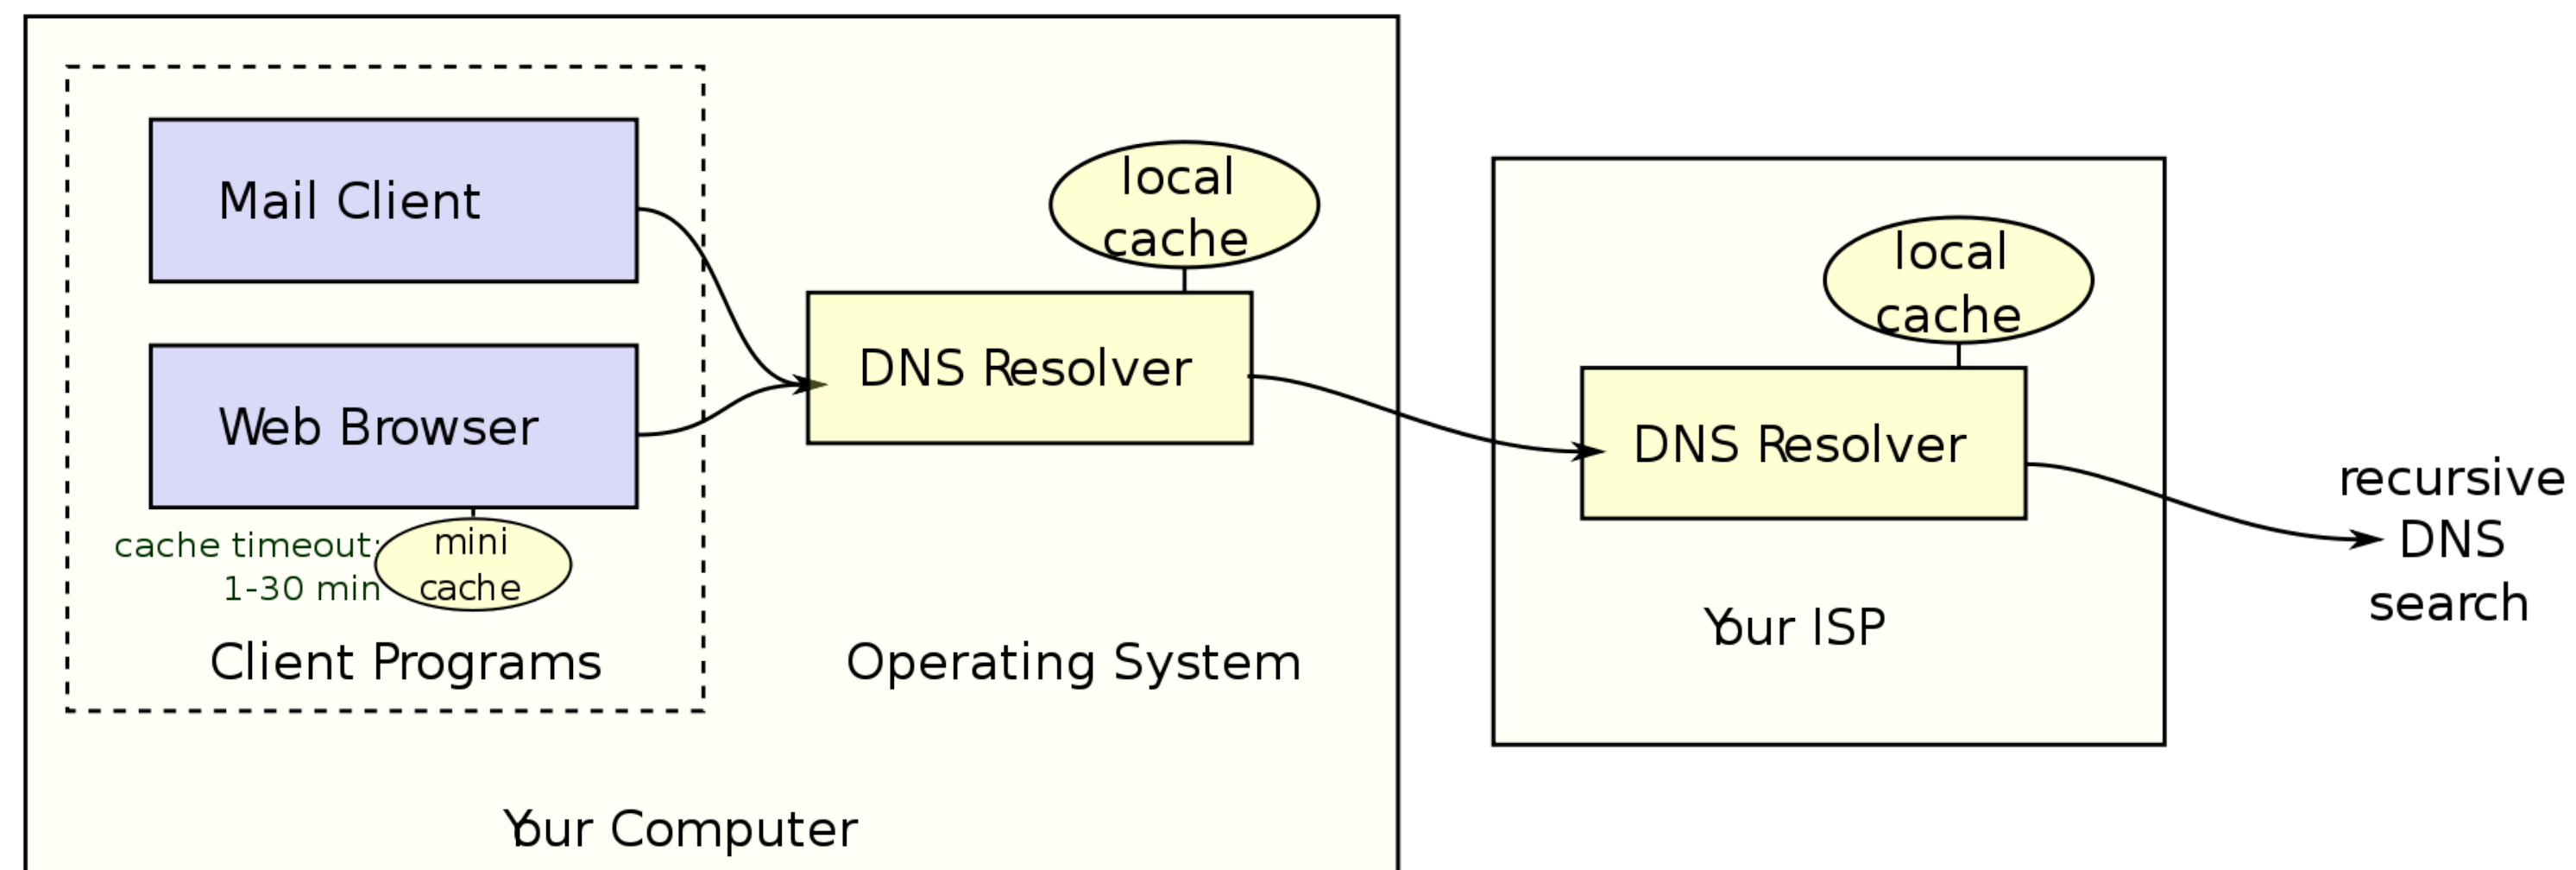 Mail Client
Web Browser
cache timeout:
1-30 min
mini
cache
Client Programs
local
cache
DNS Resolver
Operating System
Your Computer
local
cache
DNS Resolver
Your ISP
recursive
DNS
search